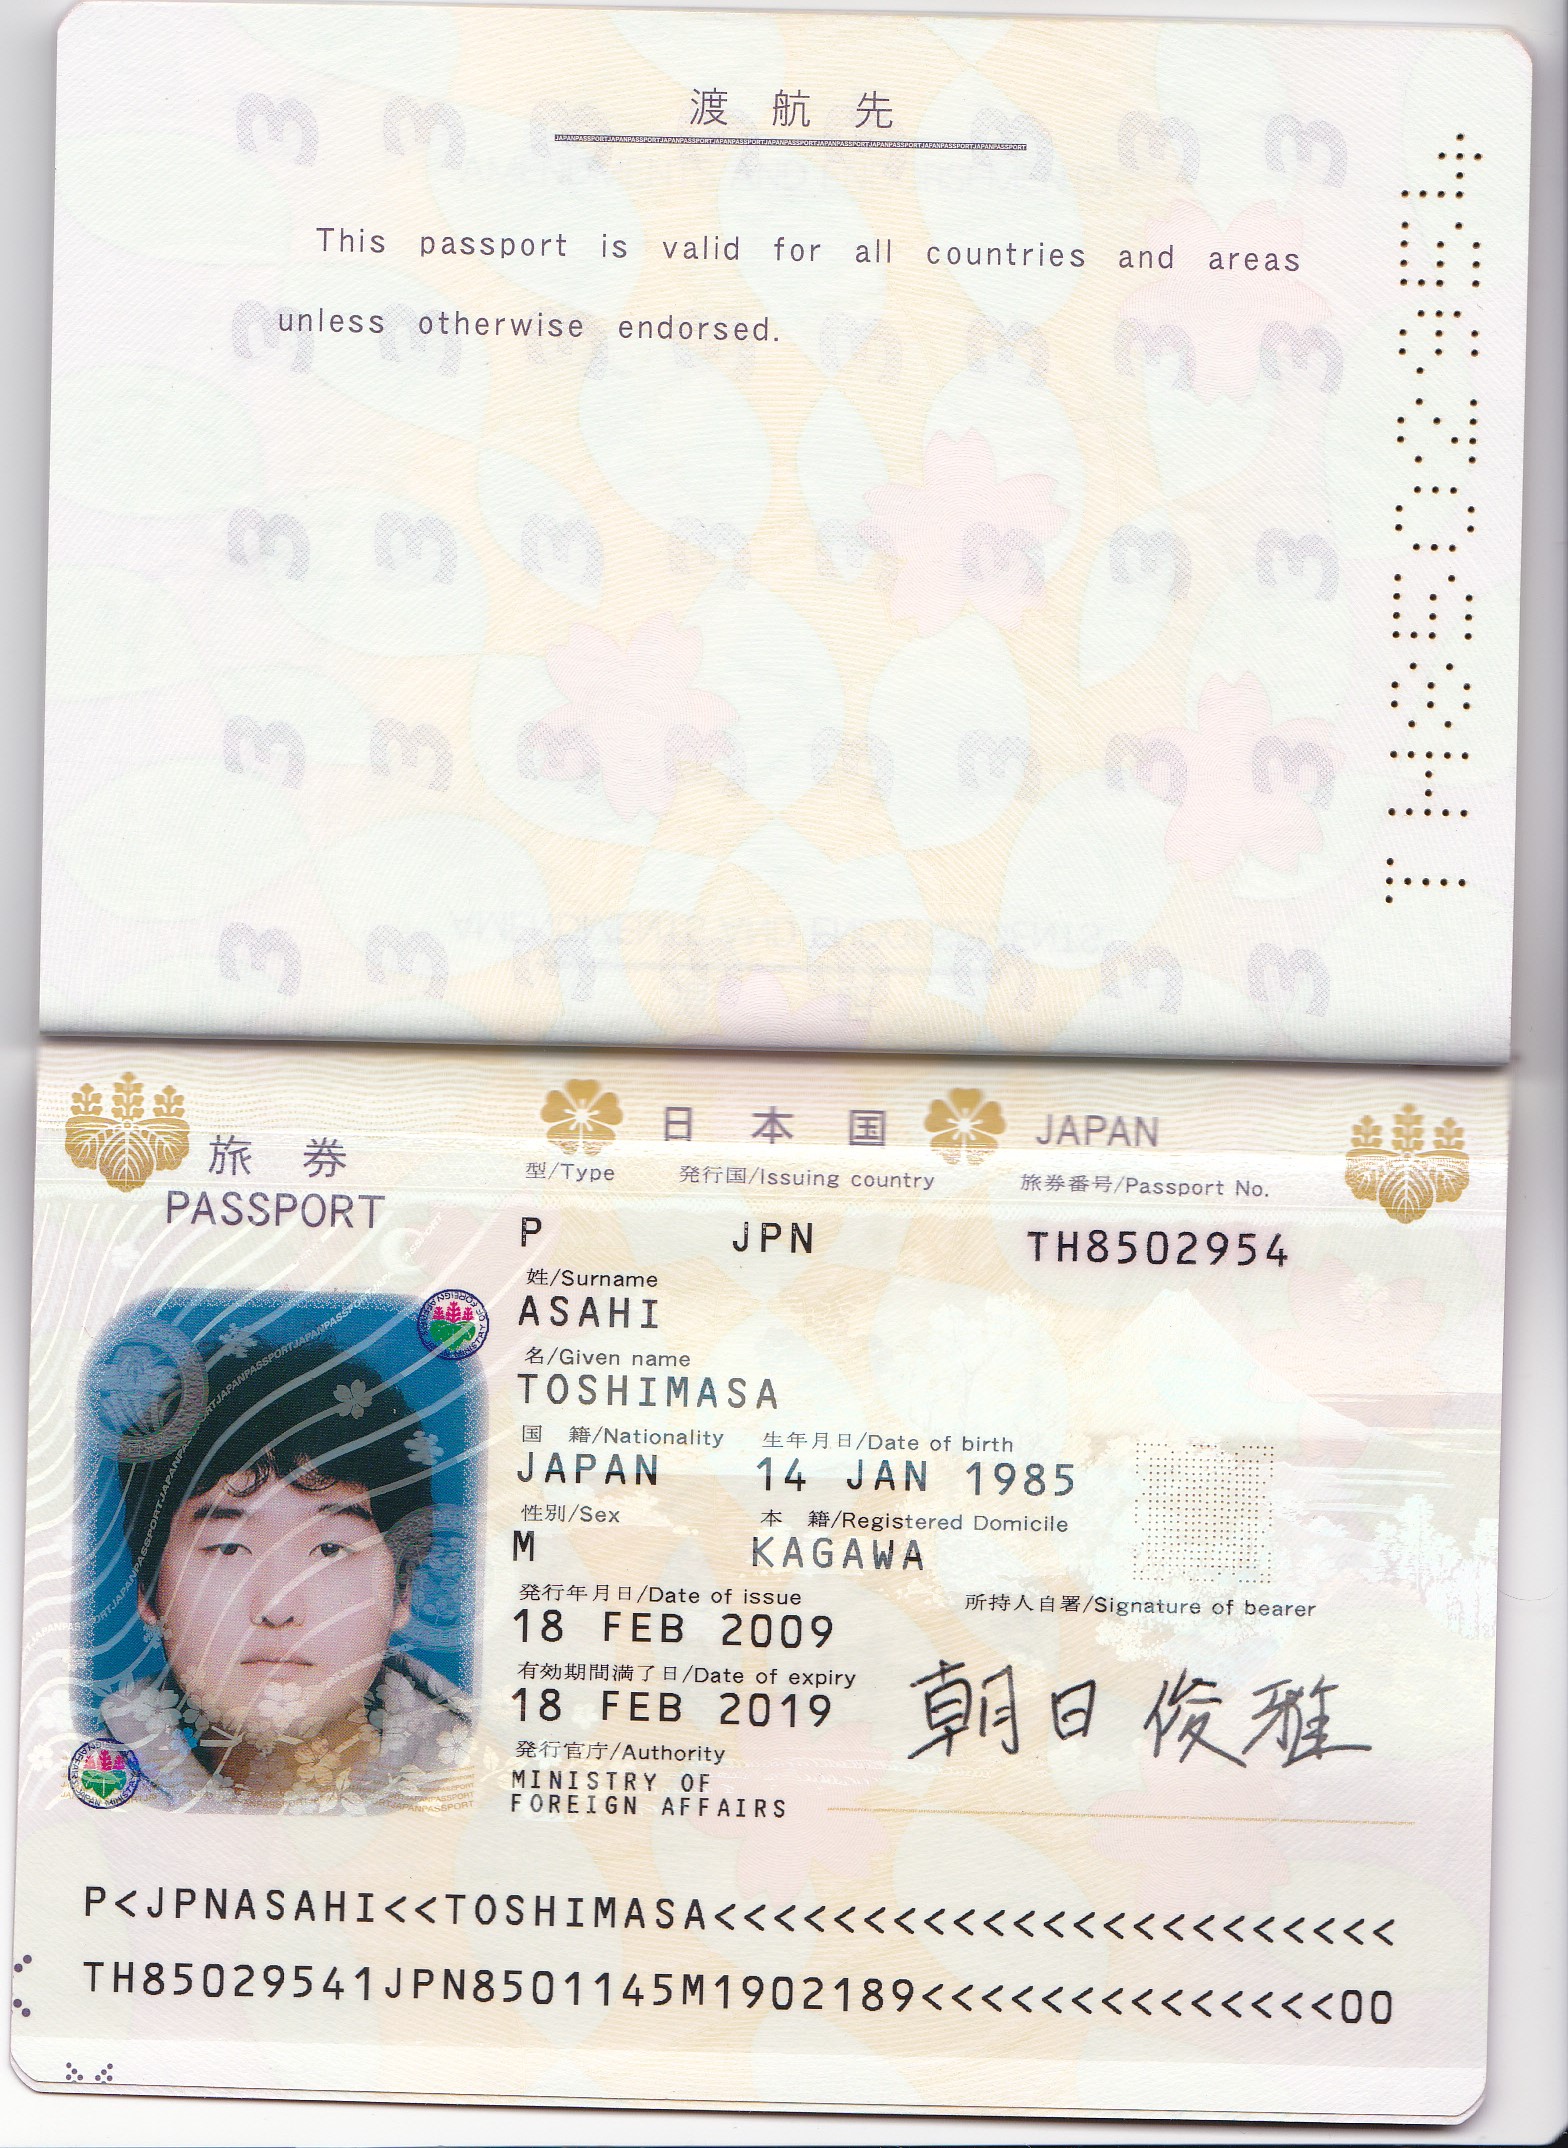 渡航先
This passport is valid for all countries and areas
unless otherwise endorsed.
TH8502954
旅券
PASSPORT
日本国 JAPAN
型/Type 発行国/Issuing country 旅券番号/Passport No.
P JPN TH8502954
姓/Surname
ASAHI
名/Given name
TOSHIMASA
国籍/Nationality 生年月日/Date of birth
JAPAN 14 JAN 1985
性別/Sex 本籍/Registered Domicile
M KAGAWA
発行年月日/Date of issue 所持人自署/Signature of bearer
18 FEB 2009
有効期間満了日/Date of expiry
18 FEB 2019
朝日俊雅
発行官庁/Authority
MINISTRY OF
FOREIGN AFFAIRS
P<JPNASAHI<<TOSHIMASA<<<<<<<<<<<<<<<<<<<<<<<
TH85029541JPN8501145M1902189<<<<<<<<<<<<<<00